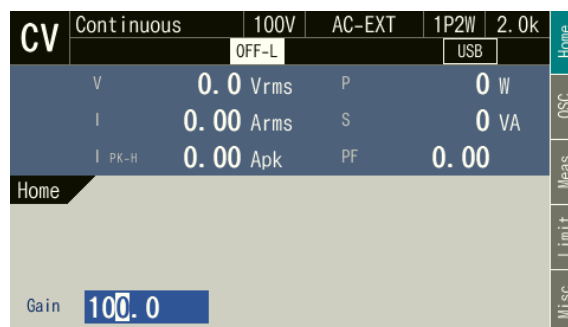 CV Continuous 100V AC-EXT 1P2W 2.0k
OFF-L USB
V 0.0 Vrms P 0 W
I 0.00 Arms S 0 VA
I PK-H 0.00 Apk PF 0.00
Home
Gain 100.0
Home
OSC
Meas
Limit
Misc